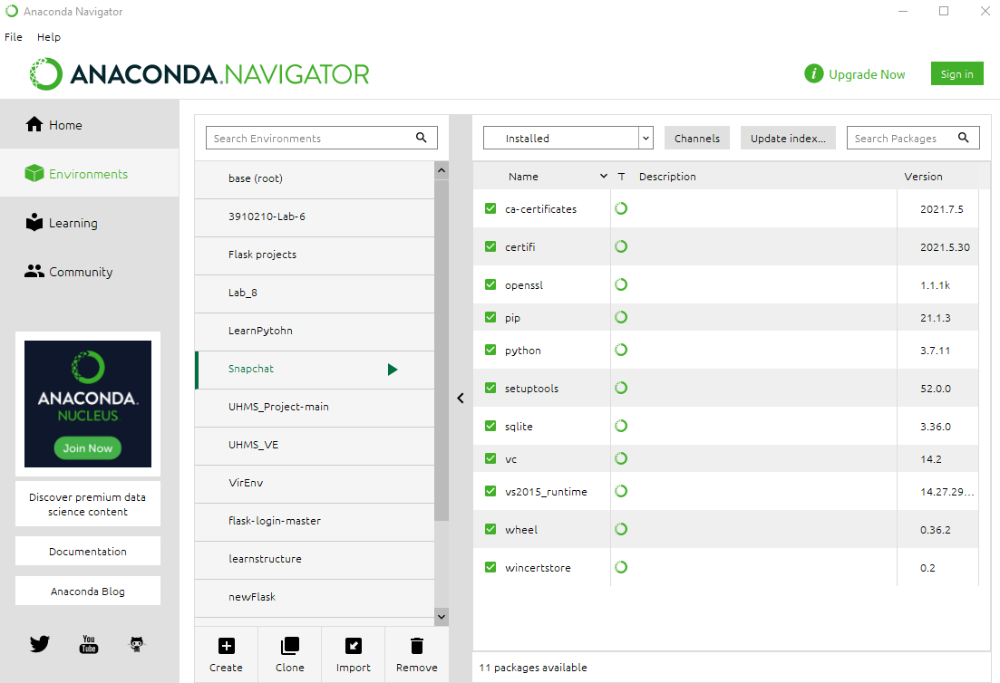 Anaconda Navigator
File Help
ANACONDA.NAVIGATOR
i Upgrade Now
Sign in
Home
Environments
Learning
Community
ANACONDA.
NUCLEUS
Join Now
Discover premium data
science content
Documentation
Anaconda Blog
You
Tube
Search Environments
base (root)
3910210-Lab-6
Flask projects
Lab_8
LearnPytohn
Snapchat
UHMS_Project-main
UHMS_VE
VirEnv
flask-login-master
learnstructure
newFlask
Create
Clone
Import
Remove
Installed
Channels
Update index...
Search Packages
Name T Description Version
ca-certificates 2021.7.5
certifi 2021.5.30
openssl 1.1.1k
pip 21.1.3
python 3.7.11
setuptools 52.0.0
sqlite 3.36.0
vc 14.2
vs2015_runtime 14.27.29...
wheel 0.36.2
wincertstore 0.2
11 packages available